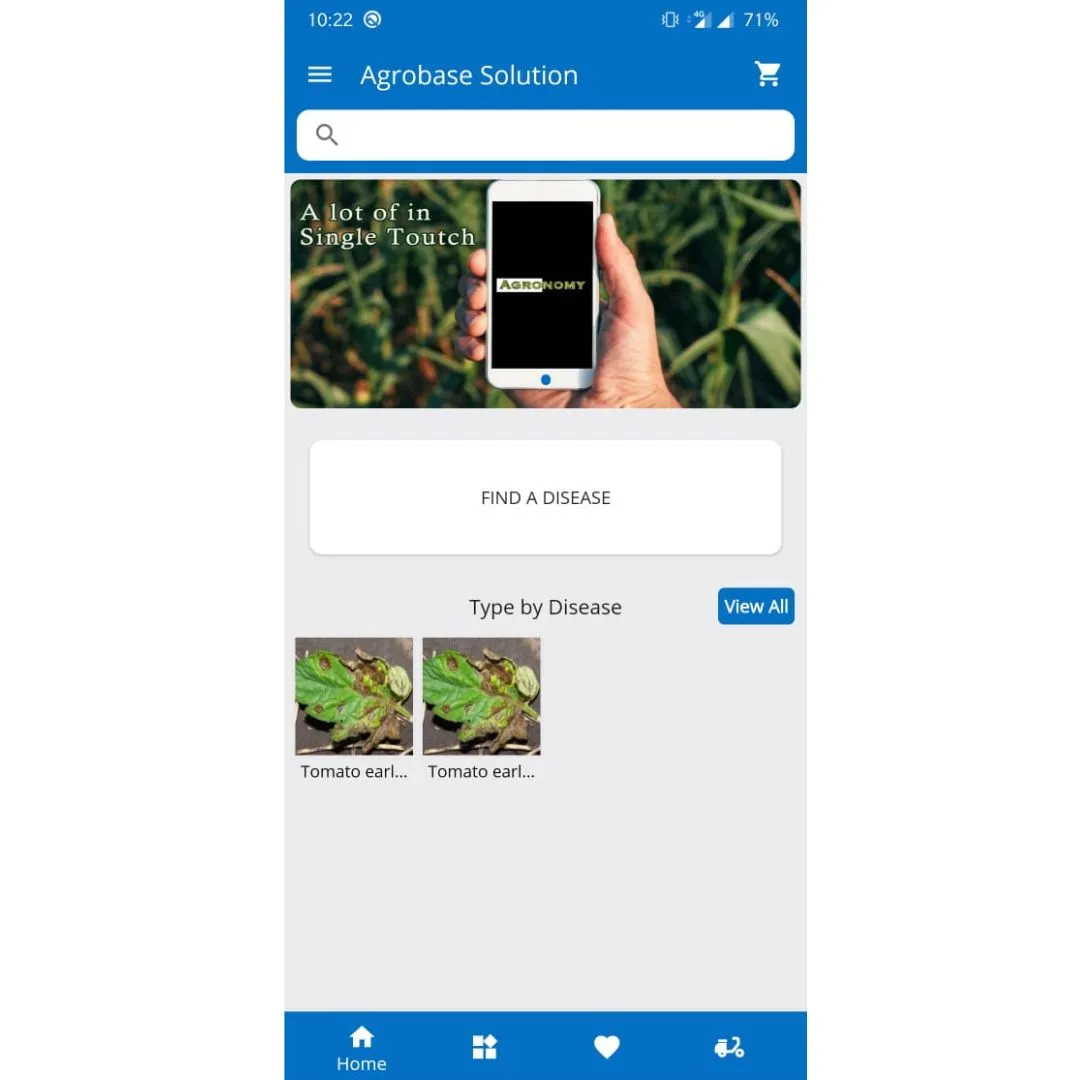 10:22
4G
71%
Agrobase Solution
A lot of in
Single Toutch
AGRONOMY
FIND A DISEASE
Type by Disease
View All
Tomato earl...
Tomato earl...
Home